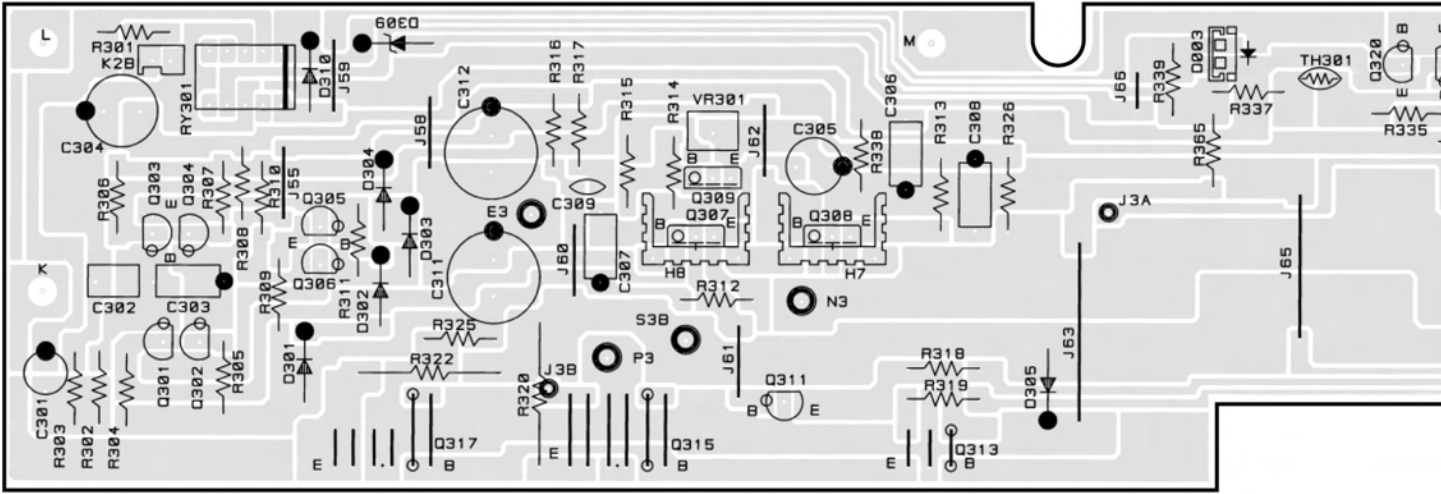 L
R301
K2B
C304
RY301
D310
J59
D309
J58
C312
R316
R317
R315
R314
VR301
B
E
Q309
J62
C305
R338
C306
R313
C308
R326
M
J66
R339
Q003
R337
TH301
Q320
B
E
R335
R365
R306
Q303
Q304
E
B
R307
R308
R310
J55
Q305
E
B
Q306
R309
R311
D304
D303
D302
E3
C311
C309
J60
C307
B
Q307
E
H8
B
Q308
E
H7
R312
N3
S3B
P3
J3A
J65
J63
K
C302
C303
C301
R303
R302
R304
Q301
Q302
R305
D301
R325
R322
R320
J3B
J61
B
Q311
E
R318
R319
D305
E
Q317
B
E
Q315
B
E
Q313
B